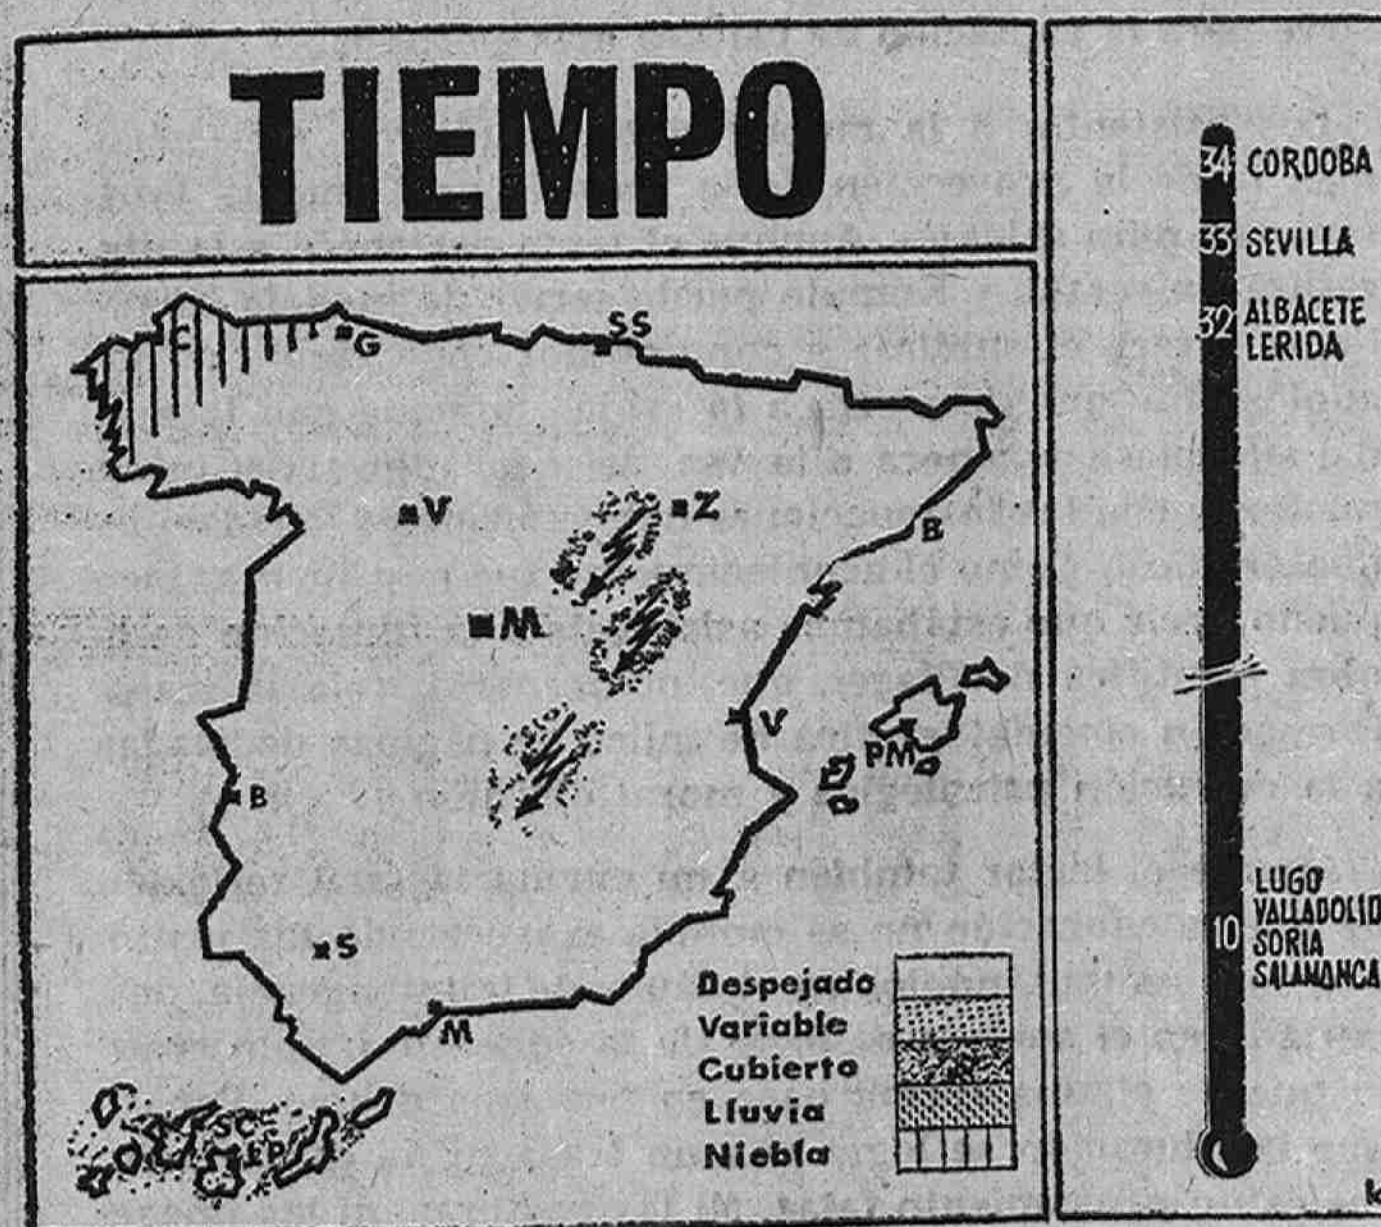 TIEMPO
C
G
SS
V
Z
B
M
V
PM
B
S
M
SC
LP
Despejado
Variable
Cubierto
Lluvia
Niebla
34 CORDOBA
33 SEVILLA
32 ALBACETE
LERIDA
10 LUGO
VALLADOLID
SORIA
SALAMANCA